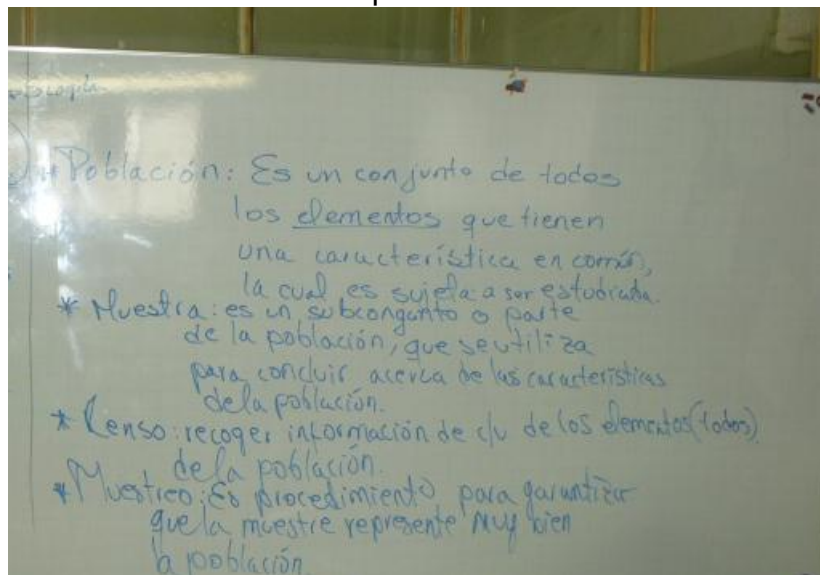 * Población: Es un conjunto de todos
los elementos que tienen
una característica en común,
la cual es sujeta a ser estudiada.
* Muestra: es un subconganto o parte
de la población, que se utiliza
para concluir acerca de las características
de la población.
* Censo: recoger información de c/u de los elementos (todos)
de la población.
* Muestreo: Es procedimiento para garantizar
que la muestre represente muy bien
la población.